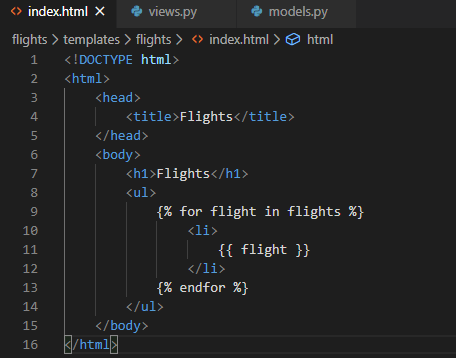 index.html × views.py models.py
flights > templates > flights > index.html > html
1 <!DOCTYPE html>
2 <html>
3     <head>
4         <title>Flights</title>
5     </head>
6     <body>
7         <h1>Flights</h1>
8         <ul>
9             {% for flight in flights %}
10                 <li>
11                     {{ flight }}
12                 </li>
13             {% endfor %}
14         </ul>
15     </body>
16 </html>